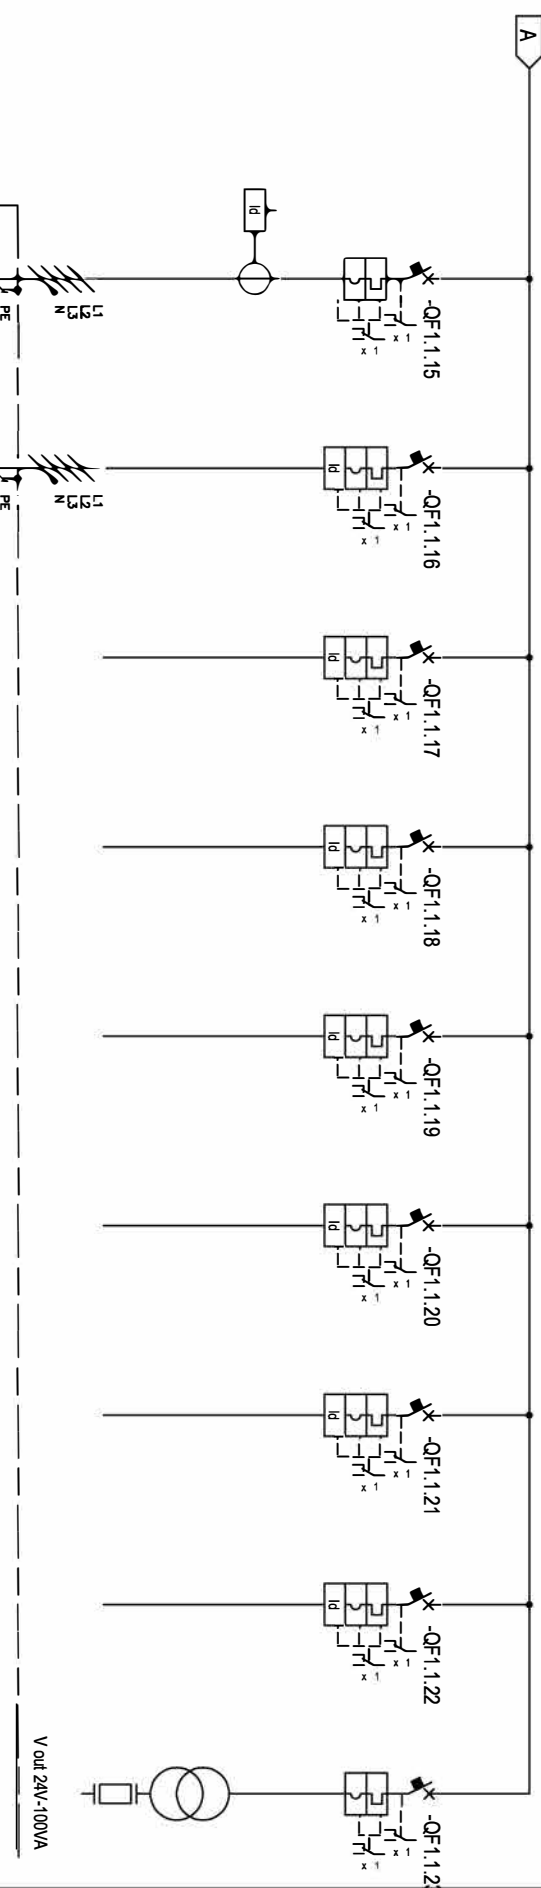 A
Id
-QF1.1.15
x 1
x 1
L1
L2
L3
N
PE
-QF1.1.16
Id
x 1
x 1
L1
L2
L3
N
PE
-QF1.1.17
Id
x 1
x 1
-QF1.1.18
Id
x 1
x 1
-QF1.1.19
Id
x 1
x 1
-QF1.1.20
Id
x 1
x 1
-QF1.1.21
Id
x 1
x 1
-QF1.1.22
Id
x 1
x 1
x 1
x 1
V out 24V-100VA